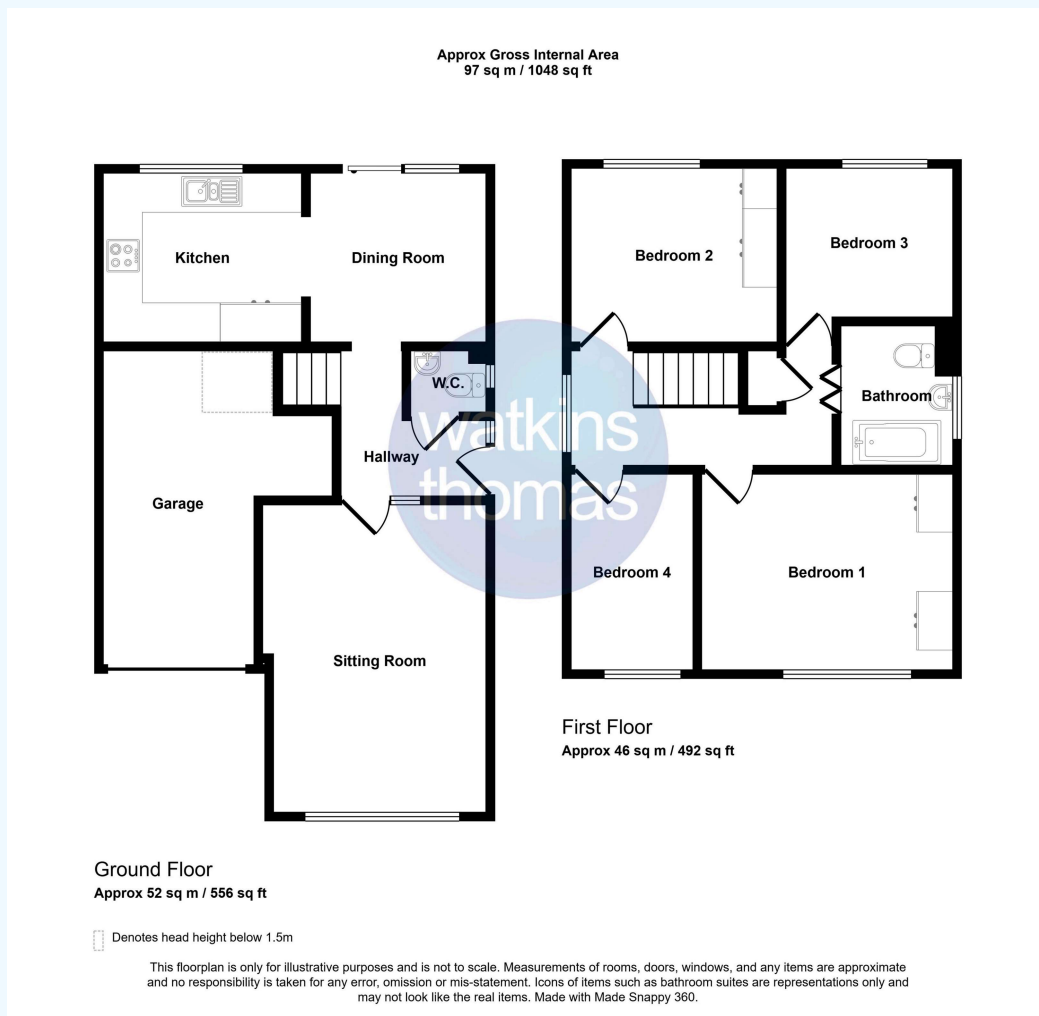 Approx Gross Internal Area
97 sq m / 1048 sq ft
Kitchen
Dining Room
W.C.
Hallway
Garage
Sitting Room
Bedroom 2
Bedroom 3
Bathroom
Bedroom 4
Bedroom 1
watkins
thomas
First Floor
Approx 46 sq m / 492 sq ft
Ground Floor
Approx 52 sq m / 556 sq ft
Denotes head height below 1.5m
This floorplan is only for illustrative purposes and is not to scale. Measurements of rooms, doors, windows, and any items are approximate
and no responsibility is taken for any error, omission or mis-statement. Icons of items such as bathroom suites are representations only and
may not look like the real items. Made with Made Snappy 360.